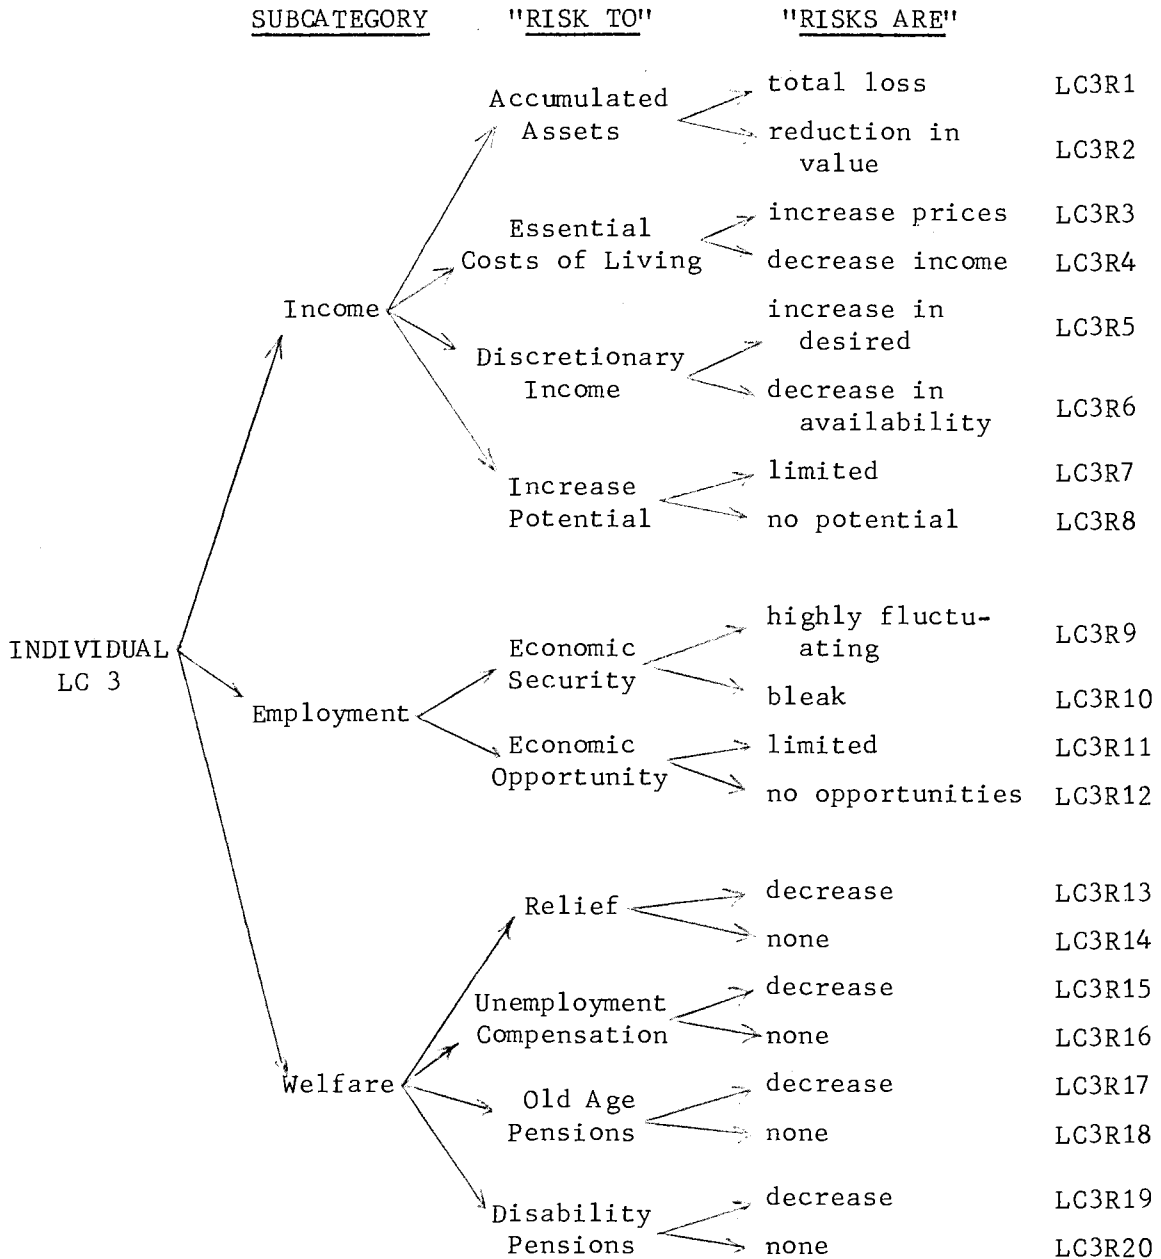 SUBCATEGORY "RISK TO" "RISKS ARE"
Accumulated
Assets
total loss LC3R1
reduction in
value
LC3R2
Essential
Costs of Living
increase prices LC3R3
decrease income LC3R4
Income
Discretionary
Income
increase in
desired
LC3R5
decrease in
availability
LC3R6
Increase
Potential
limited LC3R7
no potential LC3R8
INDIVIDUAL
LC 3
Employment
Economic
Security
highly fluctu-
ating
LC3R9
bleak LC3R10
Economic
Opportunity
limited LC3R11
no opportunities LC3R12
Welfare
Relief
decrease LC3R13
none LC3R14
Unemployment
Compensation
decrease LC3R15
none LC3R16
Old Age
Pensions
decrease LC3R17
none LC3R18
Disability
Pensions
decrease LC3R19
none LC3R20